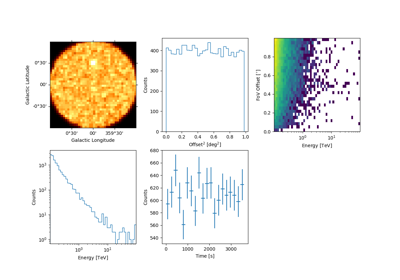 Galactic Latitude
0°30'
00'
-0°30'
0°30' 00' 359°30'
Galactic Longitude
Counts
400
300
200
100
0
0.0 0.2 0.4 0.6 0.8 1.0
Offset² [deg²]
FoV Offset [°]
0.8
0.6
0.4
0.2
0.0
10⁰ 10¹
Energy [TeV]
Counts
10³
10²
10¹
10⁰
10⁰ 10¹
Energy [TeV]
Counts
680
660
640
620
600
580
560
540
0 1000 2000 3000
Time [s]